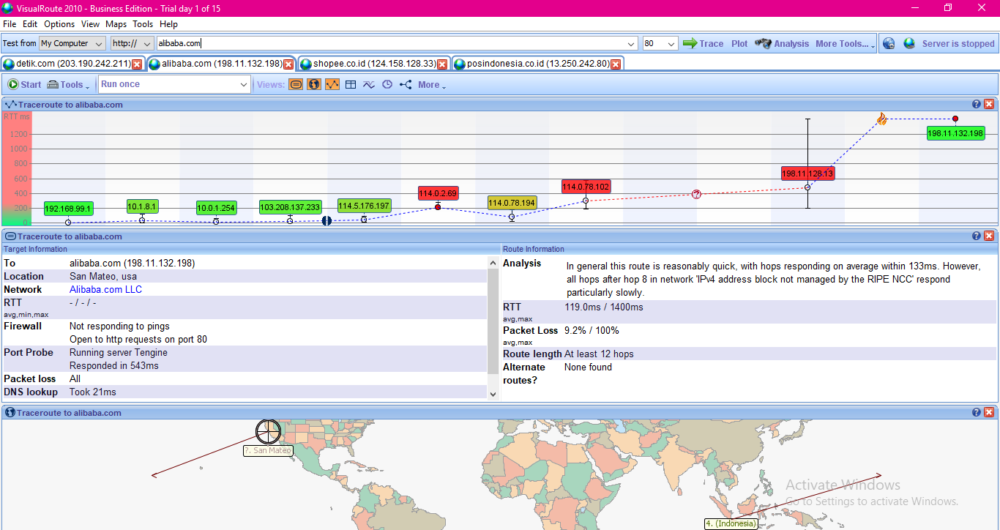 VisualRoute 2010 - Business Edition - Trial day 1 of 15
File Edit Options View Maps Tools Help
Test from My Computer http:// alibaba.com 80 Trace Plot Analysis More Tools... Server is stopped
detik.com (203.190.242.211) alibaba.com (198.11.132.198) shopee.co.id (124.158.128.33) posindonesia.co.id (13.250.242.80)
Start Tools Run once Views: More
Traceroute to alibaba.com
RTT ms
1200
1000
800
600
400
200
0
192.168.99.1
10.1.8.1
10.0.1.254
103.208.137.233
114.5.176.197
114.0.2.69
114.0.78.194
114.0.78.102
?
198.11.128.13
198.11.132.198
Traceroute to alibaba.com
Target Information
To alibaba.com (198.11.132.198)
Location San Mateo, usa
Network Alibaba.com LLC
RTT - / - / -
avg,min,max
Firewall Not responding to pings
Open to http requests on port 80
Port Probe Running server Tengine
Responded in 543ms
Packet loss All
DNS lookup Took 21ms
Route Information
Analysis In general this route is reasonably quick, with hops responding on average within 133ms. However,
all hops after hop 8 in network 'IPv4 address block not managed by the RIPE NCC' respond
particularly slowly.
RTT 119.0ms / 1400ms
avg,max
Packet Loss 9.2% / 100%
avg,max
Route length At least 12 hops
Alternate None found
routes?
Traceroute to alibaba.com
?. San Mateo
4. (Indonesia)
Activate Windows
Go to Settings to activate Windows.